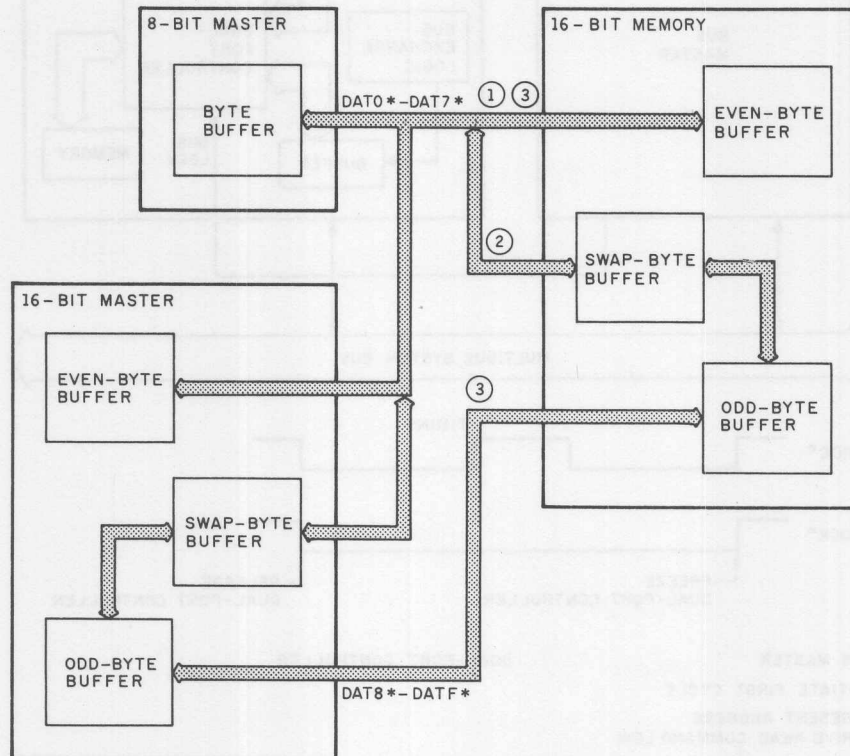 8-BIT MASTER
BYTE
BUFFER
DAT0*-DAT7*
① ③
16-BIT MEMORY
EVEN-BYTE
BUFFER
②
SWAP-BYTE
BUFFER
16-BIT MASTER
EVEN-BYTE
BUFFER
③
ODD-BYTE
BUFFER
SWAP-BYTE
BUFFER
ODD-BYTE
BUFFER
DAT8*-DATF*